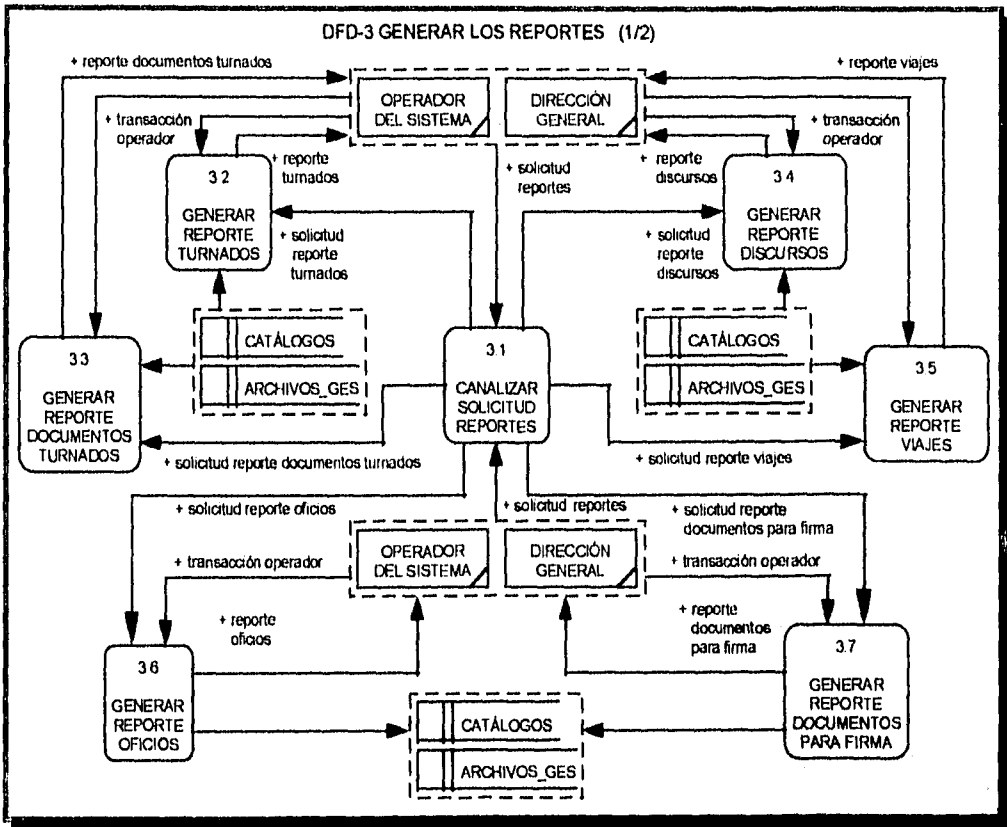 DFD-3 GENERAR LOS REPORTES (1/2)
+ reporte documentos turnados
+ reporte viajes
OPERADOR
DEL SISTEMA
DIRECCIÓN
GENERAL
+ transacción
operador
+ transacción
operador
+ reporte
turnados
+ solicitud
reportes
+ reporte
discursos
3.2
GENERAR
REPORTE
TURNADOS
3.4
GENERAR
REPORTE
DISCURSOS
+ solicitud
reporte
turnados
+ solicitud
reporte
discursos
CATÁLOGOS
ARCHIVOS_GES
CATÁLOGOS
ARCHIVOS_GES
3.3
GENERAR
REPORTE
DOCUMENTOS
TURNADOS
3.1
CANALIZAR
SOLICITUD
REPORTES
3.5
GENERAR
REPORTE
VIAJES
+ solicitud reporte documentos turnados
+ solicitud reporte viajes
+ solicitud reporte oficios
+ solicitud reportes
+ solicitud reporte
documentos para firma
+ transacción operador
OPERADOR
DEL SISTEMA
DIRECCIÓN
GENERAL
+ transacción operador
+ reporte
oficios
+ reporte
documentos
para firma
3.6
GENERAR
REPORTE
OFICIOS
3.7
GENERAR
REPORTE
DOCUMENTOS
PARA FIRMA
CATÁLOGOS
ARCHIVOS_GES